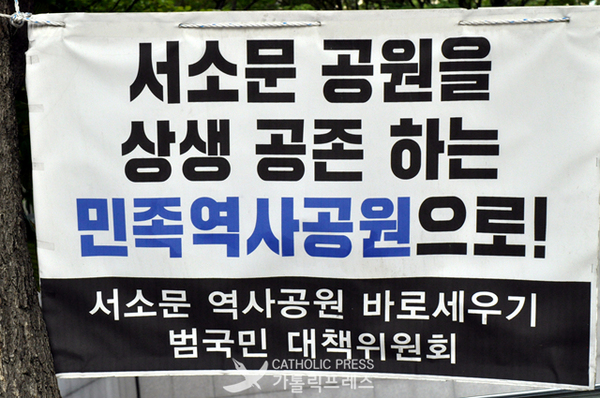 서소문 공원을
상생 공존 하는
민족역사공원으로!
서소문 역사공원 바로세우기
범국민 대책위원회
CATHOLIC PRESS
가톨릭프레스